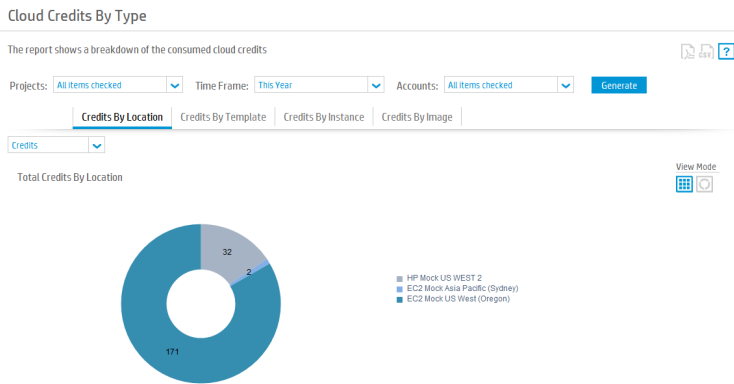 Cloud Credits By Type
The report shows a breakdown of the consumed cloud credits
?
Projects: All items checked Time Frame: This Year Accounts: All items checked Generate
Credits By Location Credits By Template Credits By Instance Credits By Image
Credits
View Mode
Total Credits By Location
32
2
171
HP Mock US WEST 2
EC2 Mock Asia Pacific (Sydney)
EC2 Mock US West (Oregon)